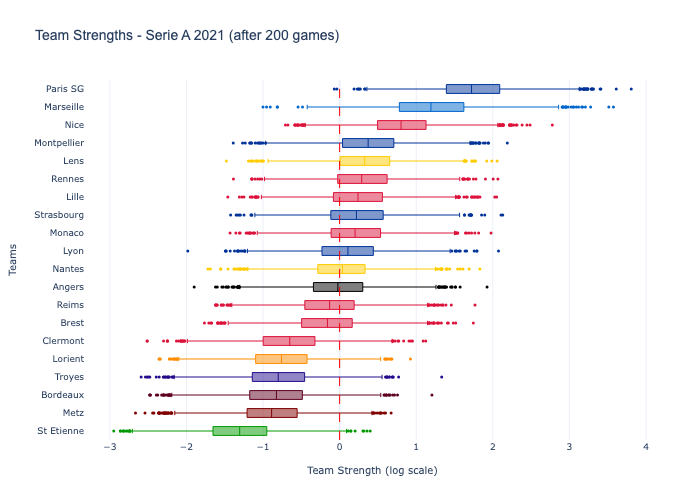 Team Strengths - Serie A 2021 (after 200 games)
Paris SG
Marseille
Nice
Montpellier
Lens
Rennes
Lille
Strasbourg
Monaco
Lyon
Nantes
Angers
Reims
Brest
Clermont
Lorient
Troyes
Bordeaux
Metz
St Etienne
Teams
−3 −2 −1 0 1 2 3 4
Team Strength (log scale)